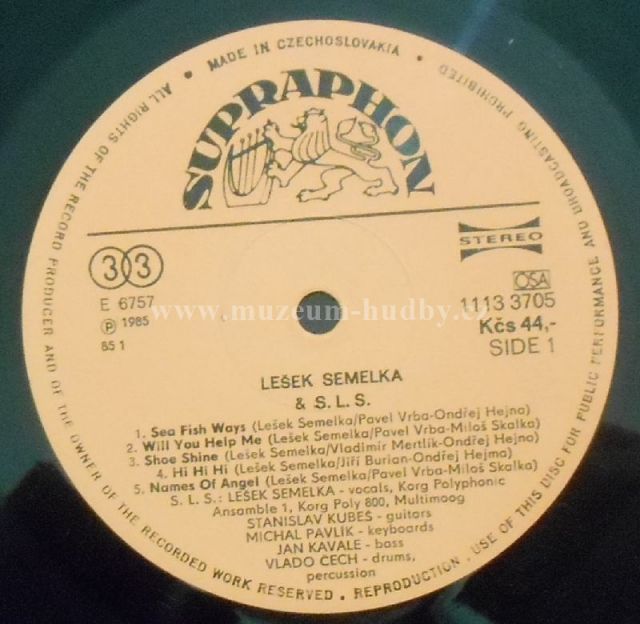 ALL RIGHTS OF THE RECORD PRODUCER AND OF THE OWNER OF THE RECORDED WORK RESERVED • REPRODUCTION, USE OF THIS DISC FOR PUBLIC PERFORMANCE AND BROADCASTING PROHIBITED
• MADE IN CZECHOSLOVAKIA •
SUPRAPHON
33
STEREO
E 6757
Ⓟ 1985
85 1
OSA
1113 3705
Kčs 44,-
SIDE 1
www.muzeum-hudby.cz
LEŠEK SEMELKA
& S. L. S.
1. Sea Fish Ways (Lešek Semelka/Pavel Vrba-Ondřej Hejna)
2. Will You Help Me (Lešek Semelka/Pavel Vrba-Miloš Skalka)
3. Shoe Shine (Lešek Semelka/Vladimír Mertlík-Ondřej Hejno)
4. Hi Hi Hi (Lešek Semelka/Jiří Burian-Ondřej Hejma)
5. Names Of Angel (Lešek Semelka/Pavel Vrba-Miloš Skalka)
S. L. S.: LEŠEK SEMELKA - vocals, Korg Polyphonic
Ansamble 1, Korg Poly 800, Multimoog
STANISLAV KUBEŠ - guitors
MICHAL PAVLÍK - keyboards
JAN KAVALE - bass
VLADO ČECH - drums,
percussion